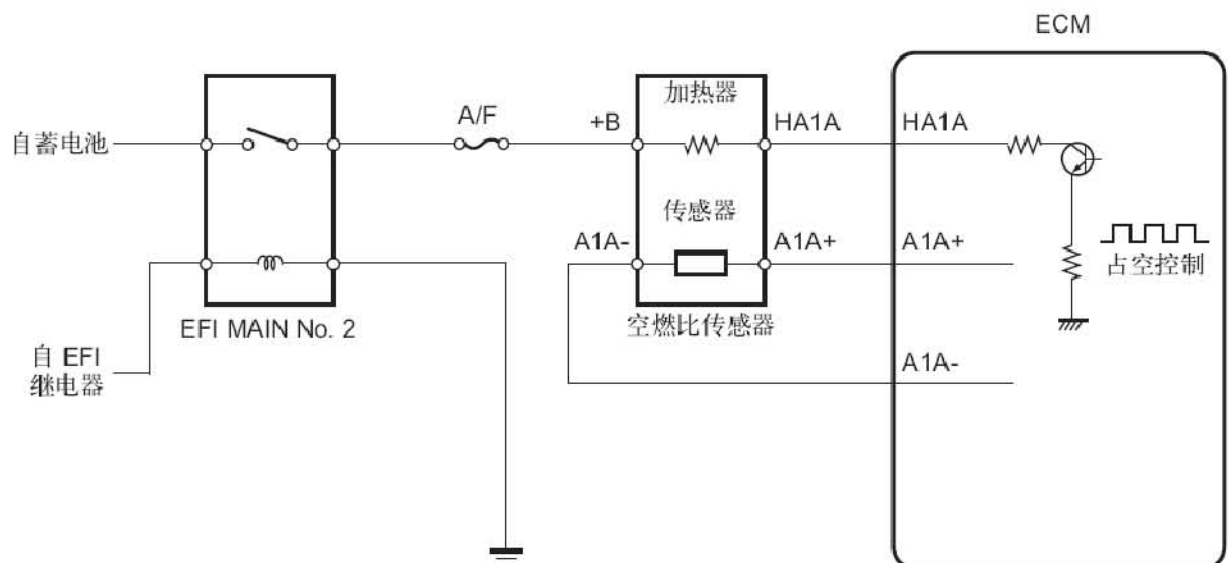 ECM
加热器
A/F
+B
HA1A
HA1A
自蓄电池
传感器
A1A-
A1A+
A1A+
占空控制
EFI MAIN No. 2
空燃比传感器
自 EFI
继电器
A1A-